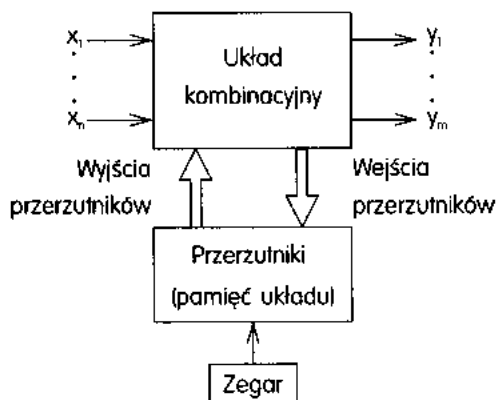 x₁
y₁
Układ
kombinacyjny
xₙ
yₘ
Wyjścia
przerzutników
Wejścia
przerzutników
Przerzutniki
(pamięć układu)
Zegar